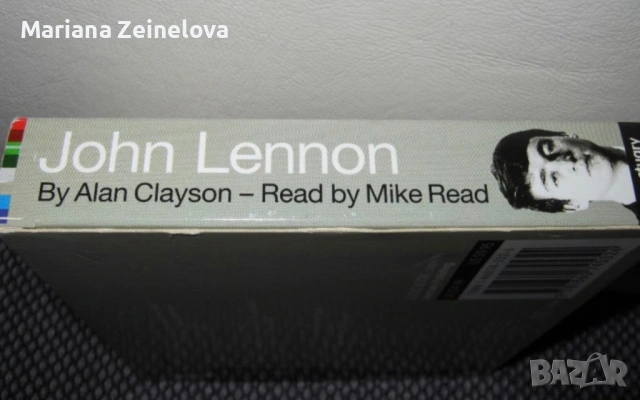 Mariana Zeinelova
John Lennon
By Alan Clayson – Read by Mike Read
BAZAR